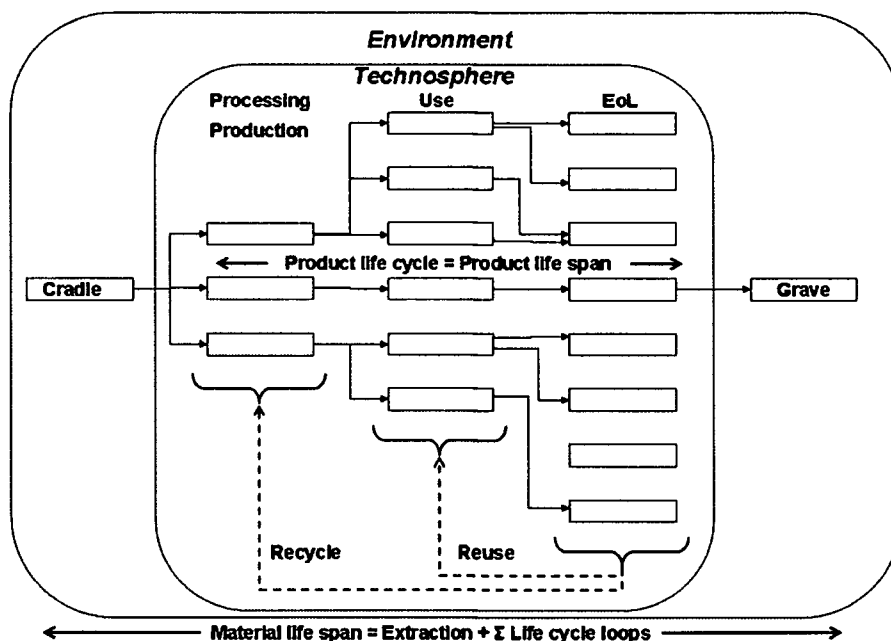 Environment
Technosphere
Processing
Production
Use
EoL
Product life cycle = Product life span
Cradle
Grave
Recycle
Reuse
Material life span = Extraction + Σ Life cycle loops